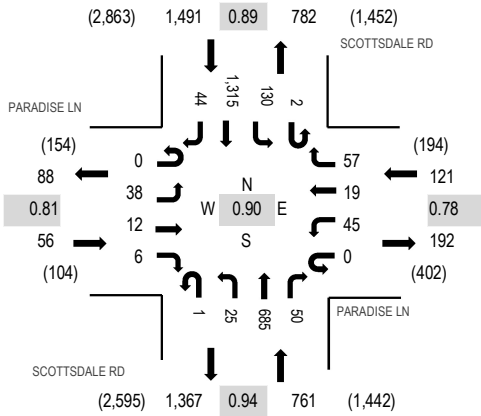 (2,863) 1,491 0.89 782 (1,452)
SCOTTSDALE RD
44 1,315 130 2
PARADISE LN
(154) 0 57 (194)
88 38 N 19 121
0.81 W 0.90 E 0.78
56 12 S 45 192
(104) 6 0 (402)
1 25 685 50
PARADISE LN
SCOTTSDALE RD
(2,595) 1,367 0.94 761 (1,442)